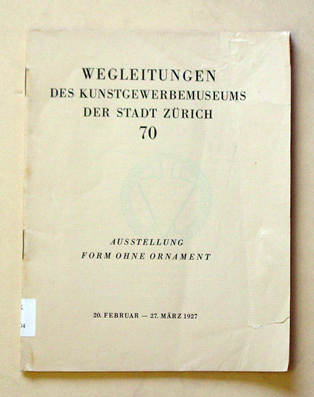 WEGLEITUNGEN
DES KUNSTGEWERBEMUSEUMS
DER STADT ZÜRICH
70
AUSSTELLUNG
FORM OHNE ORNAMENT
20. FEBRUAR — 27. MÄRZ 1927